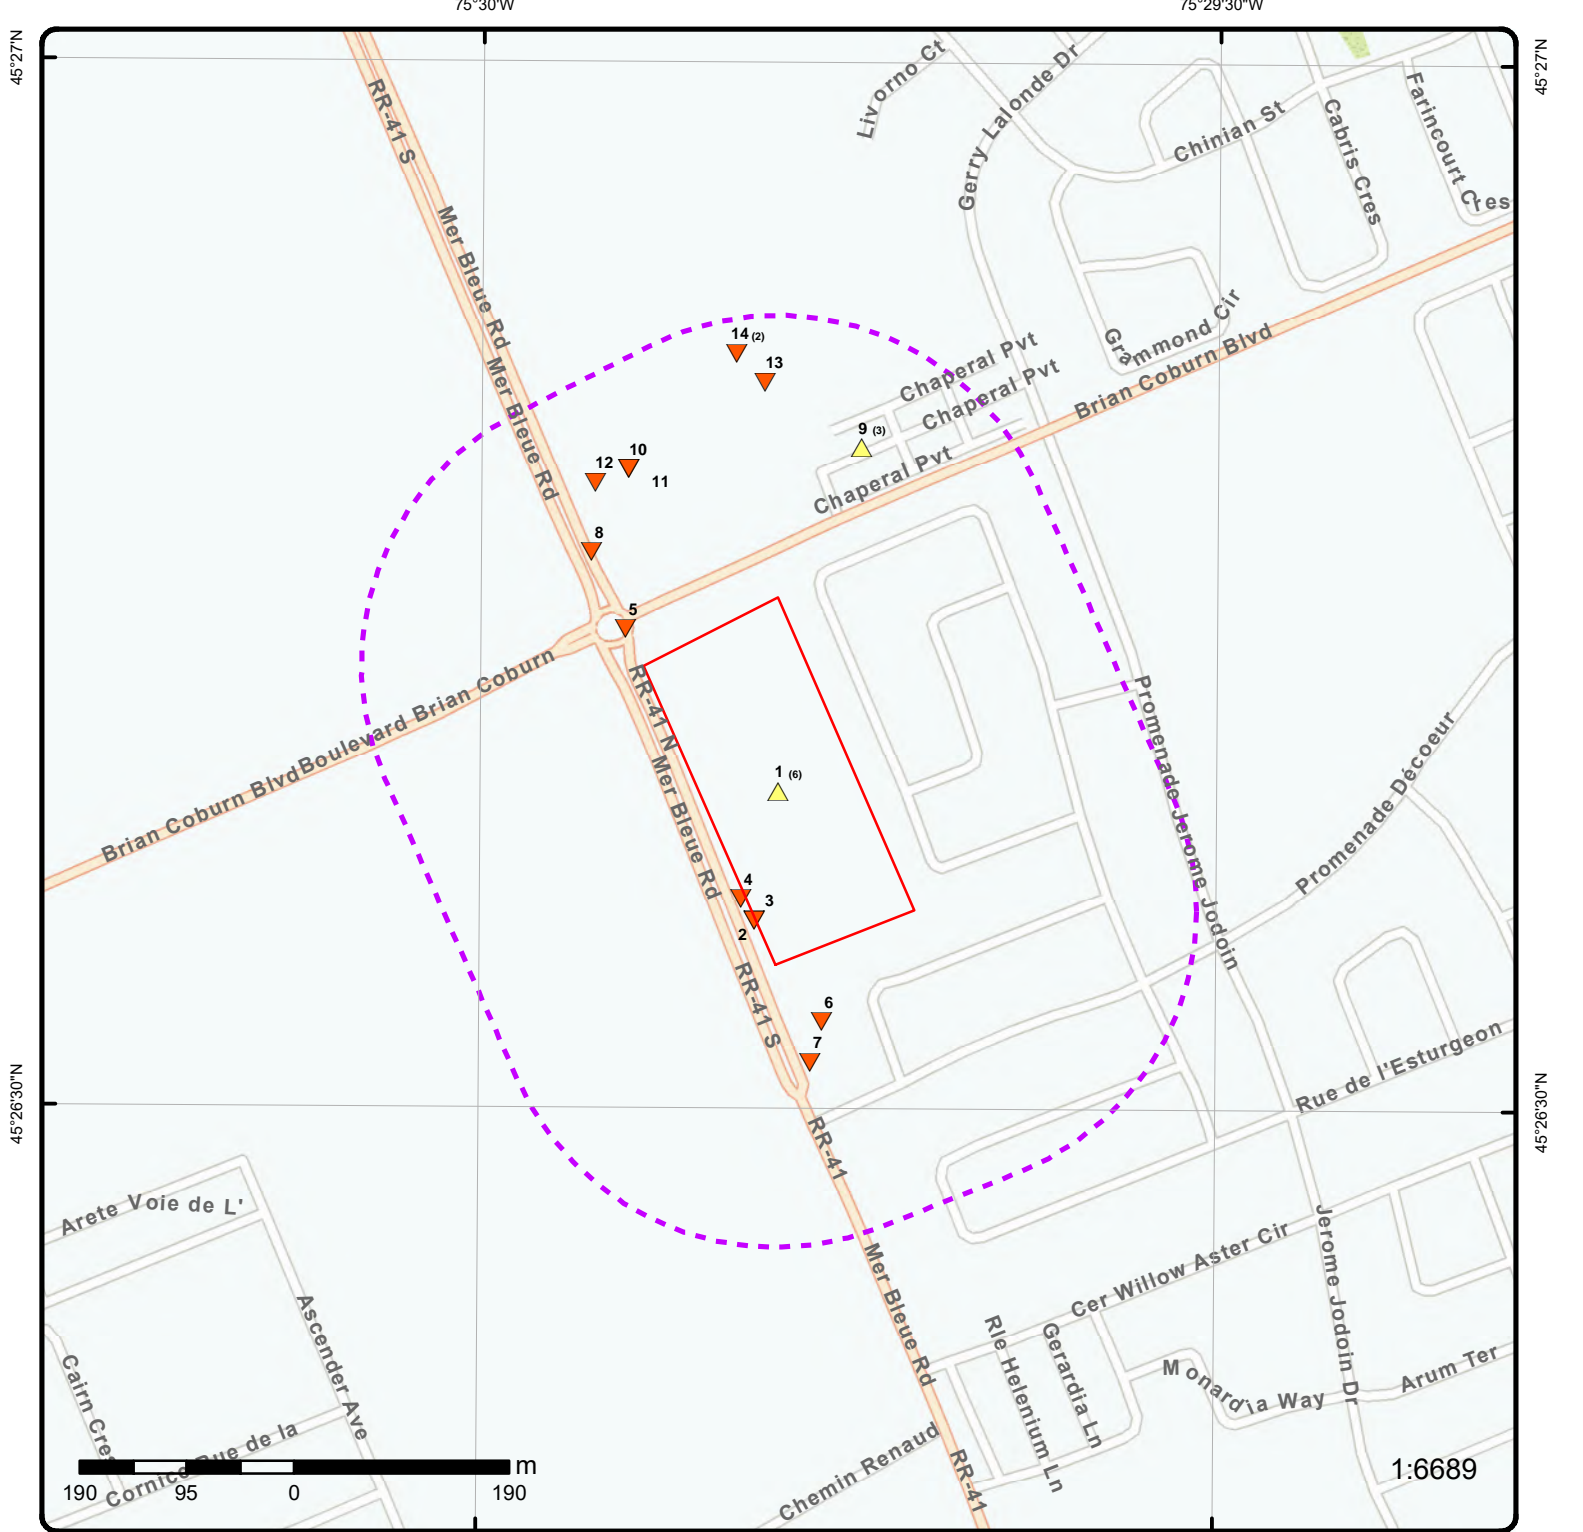 75°30'W
75°29'30"W
45°27'N
45°27'N
RR-41 S
Livorno Ct
Gerry Lalonde Dr
Chinian St
Cabris Cres
Farincourt Cres
Mer Bleue Rd
Mer Bleue Rd
14 (2)
13
Chaperal Pvt
Chaperal Pvt
Grammond Cir
Brian Coburn Blvd
9 (3)
Chaperal Pvt
10
12
11
8
5
Brian Coburn Blvd
Boulevard Brian Coburn
RR-41 N
Mer Bleue Rd
1 (6)
Promenade Jerome Jodoin
Promenade Décoeur
4
3
2
RR-41 S
6
7
45°26'30"N
45°26'30"N
Rue de l'Esturgeon
RR-41
Arete Voie de L'
Mer Bleue Rd
Cer Willow Aster Cir
Jerome Jodoin Dr
Ascender Ave
Cairn Cres
Rle Helenium Ln
Gerardia Ln
Monardia Way
Arum Ter
Cornice Rue de la
Chemin Renaud
RR-41
m
190 95 0 190
1:6689